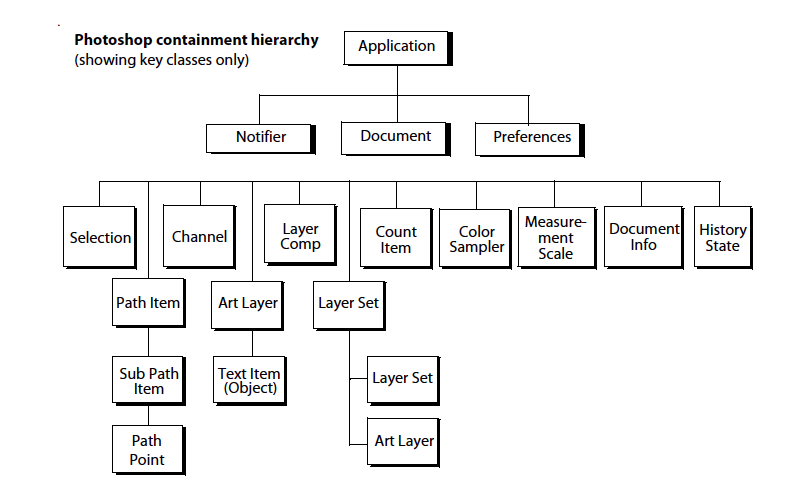 Photoshop containment hierarchy
(showing key classes only)
Application
Notifier
Document
Preferences
Selection
Channel
Layer
Comp
Count
Item
Color
Sampler
Measure-
ment
Scale
Document
Info
History
State
Path Item
Art Layer
Layer Set
Sub Path
Item
Text Item
(Object)
Layer Set
Path
Point
Art Layer